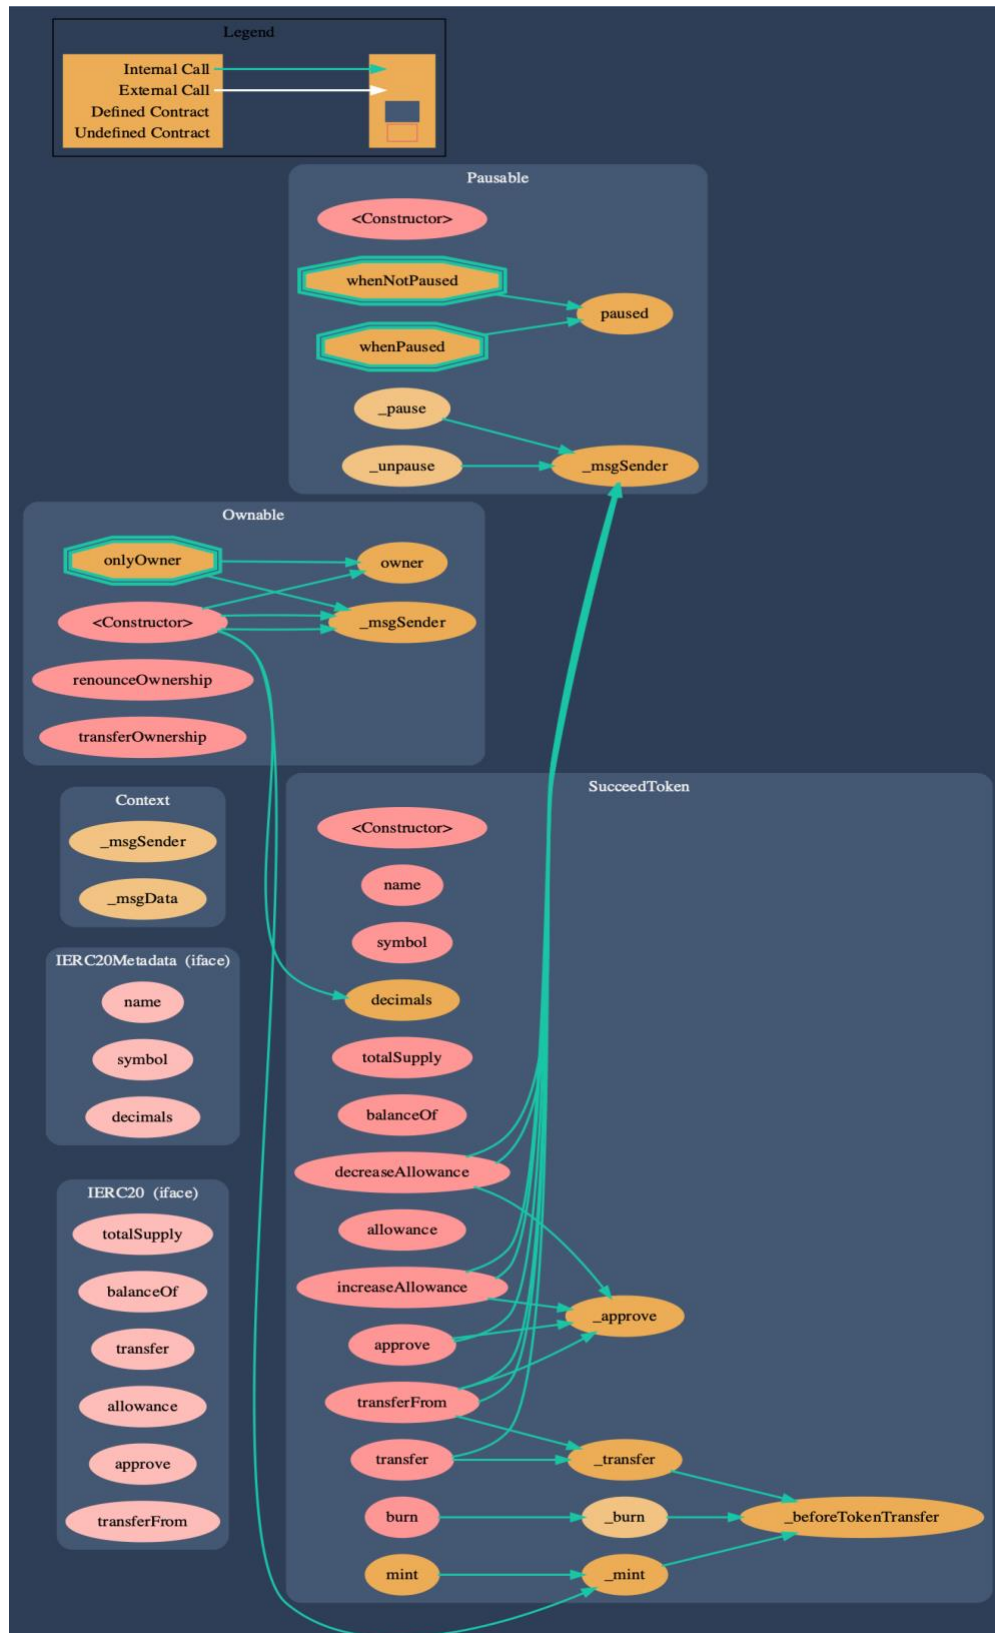 Legend
Internal Call
External Call
Defined Contract
Undefined Contract
Pausable
<Constructor>
whenNotPaused
paused
whenPaused
_pause
_unpause
_msgSender
Ownable
onlyOwner
owner
<Constructor>
_msgSender
renounceOwnership
transferOwnership
Context
_msgSender
_msgData
IERC20Metadata (iface)
name
symbol
decimals
IERC20 (iface)
totalSupply
balanceOf
transfer
allowance
approve
transferFrom
SucceedToken
<Constructor>
name
symbol
decimals
totalSupply
balanceOf
decreaseAllowance
allowance
increaseAllowance
_approve
approve
transferFrom
transfer
_transfer
burn
_burn
_beforeTokenTransfer
mint
_mint